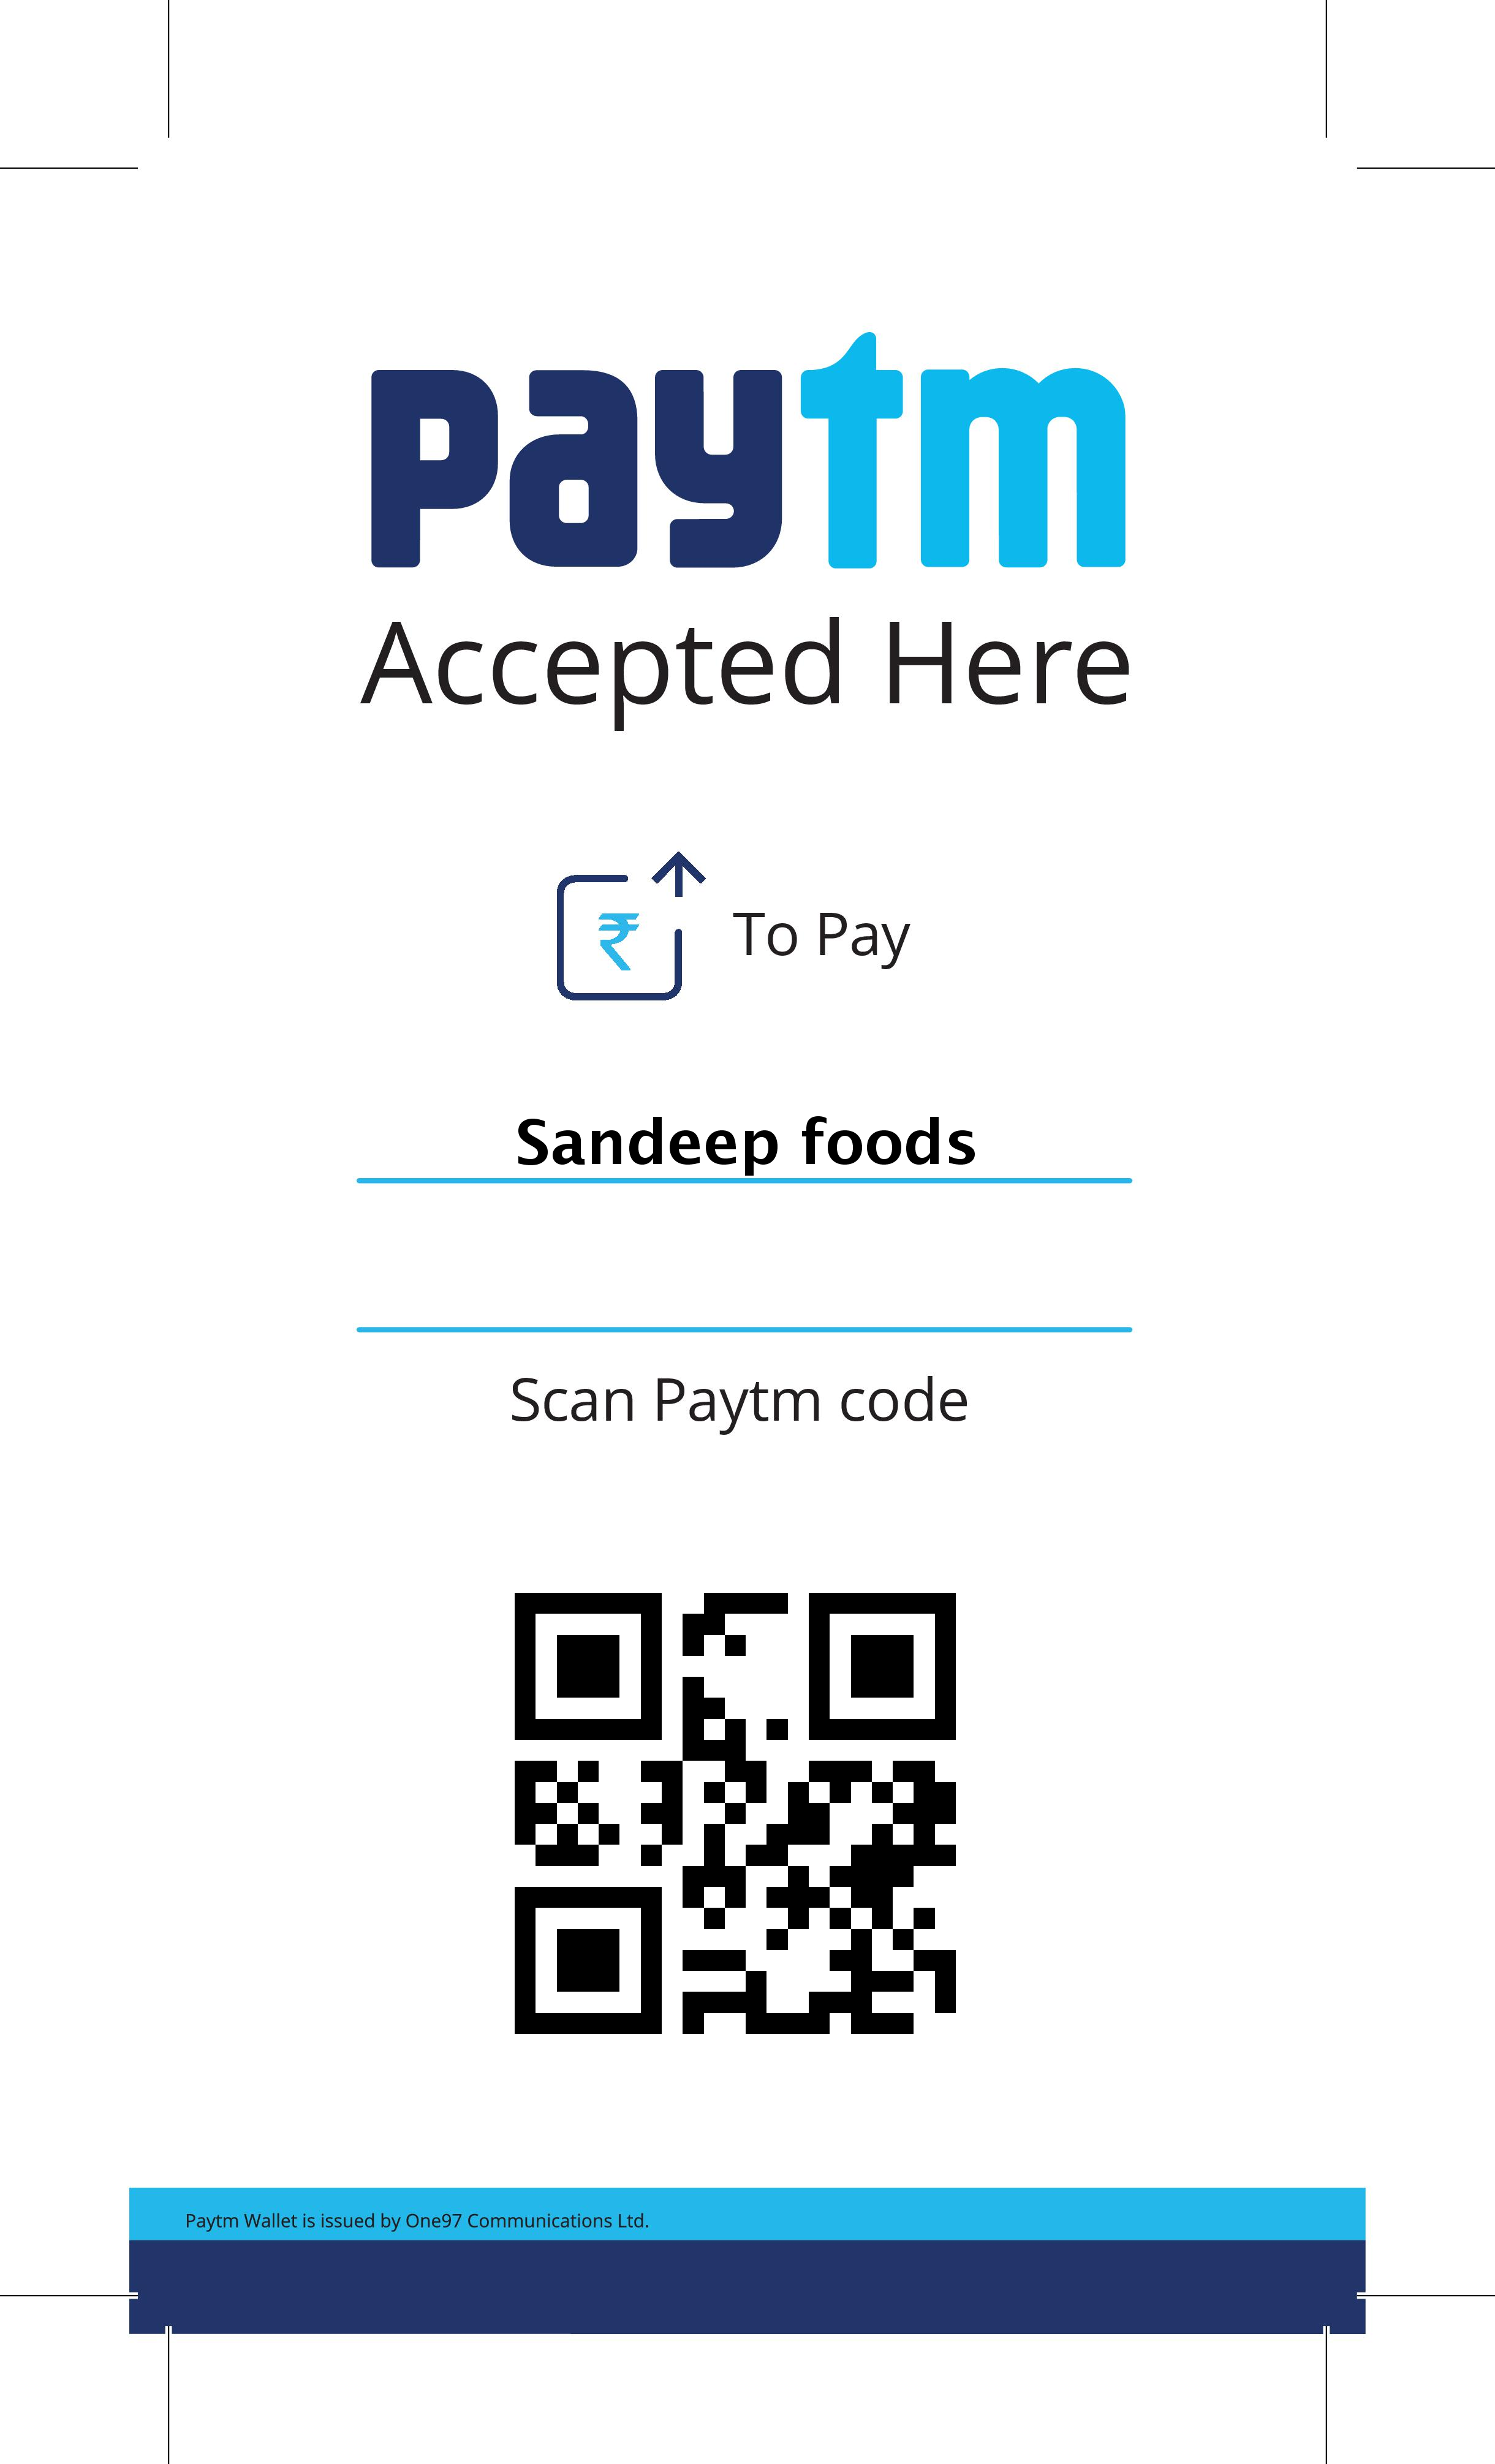 paytm
Accepted Here
₹
To Pay
Sandeep foods
Scan Paytm code
Paytm Wallet is issued by One97 Communications Ltd.